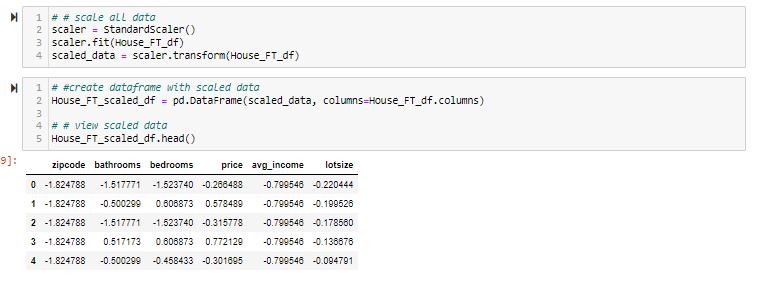 1 # # scale all data
2 scaler = StandardScaler()
3 scaler.fit(House_FT_df)
4 scaled_data = scaler.transform(House_FT_df)
1 # #create dataframe with scaled data
2 House_FT_scaled_df = pd.DataFrame(scaled_data, columns=House_FT_df.columns)
3
4 # # view scaled data
5 House_FT_scaled_df.head()
9]:
zipcode bathrooms bedrooms price avg_income lotsize
0 -1.824788 -1.517771 -1.523740 -0.266488 -0.799546 -0.220444
1 -1.824788 -0.500299 0.606873 0.578489 -0.799546 -0.199526
2 -1.824788 -1.517771 -1.523740 -0.315778 -0.799546 -0.178560
3 -1.824788 0.517173 0.606873 0.772129 -0.799546 -0.136676
4 -1.824788 -0.500299 -0.458433 -0.301695 -0.799546 -0.094791